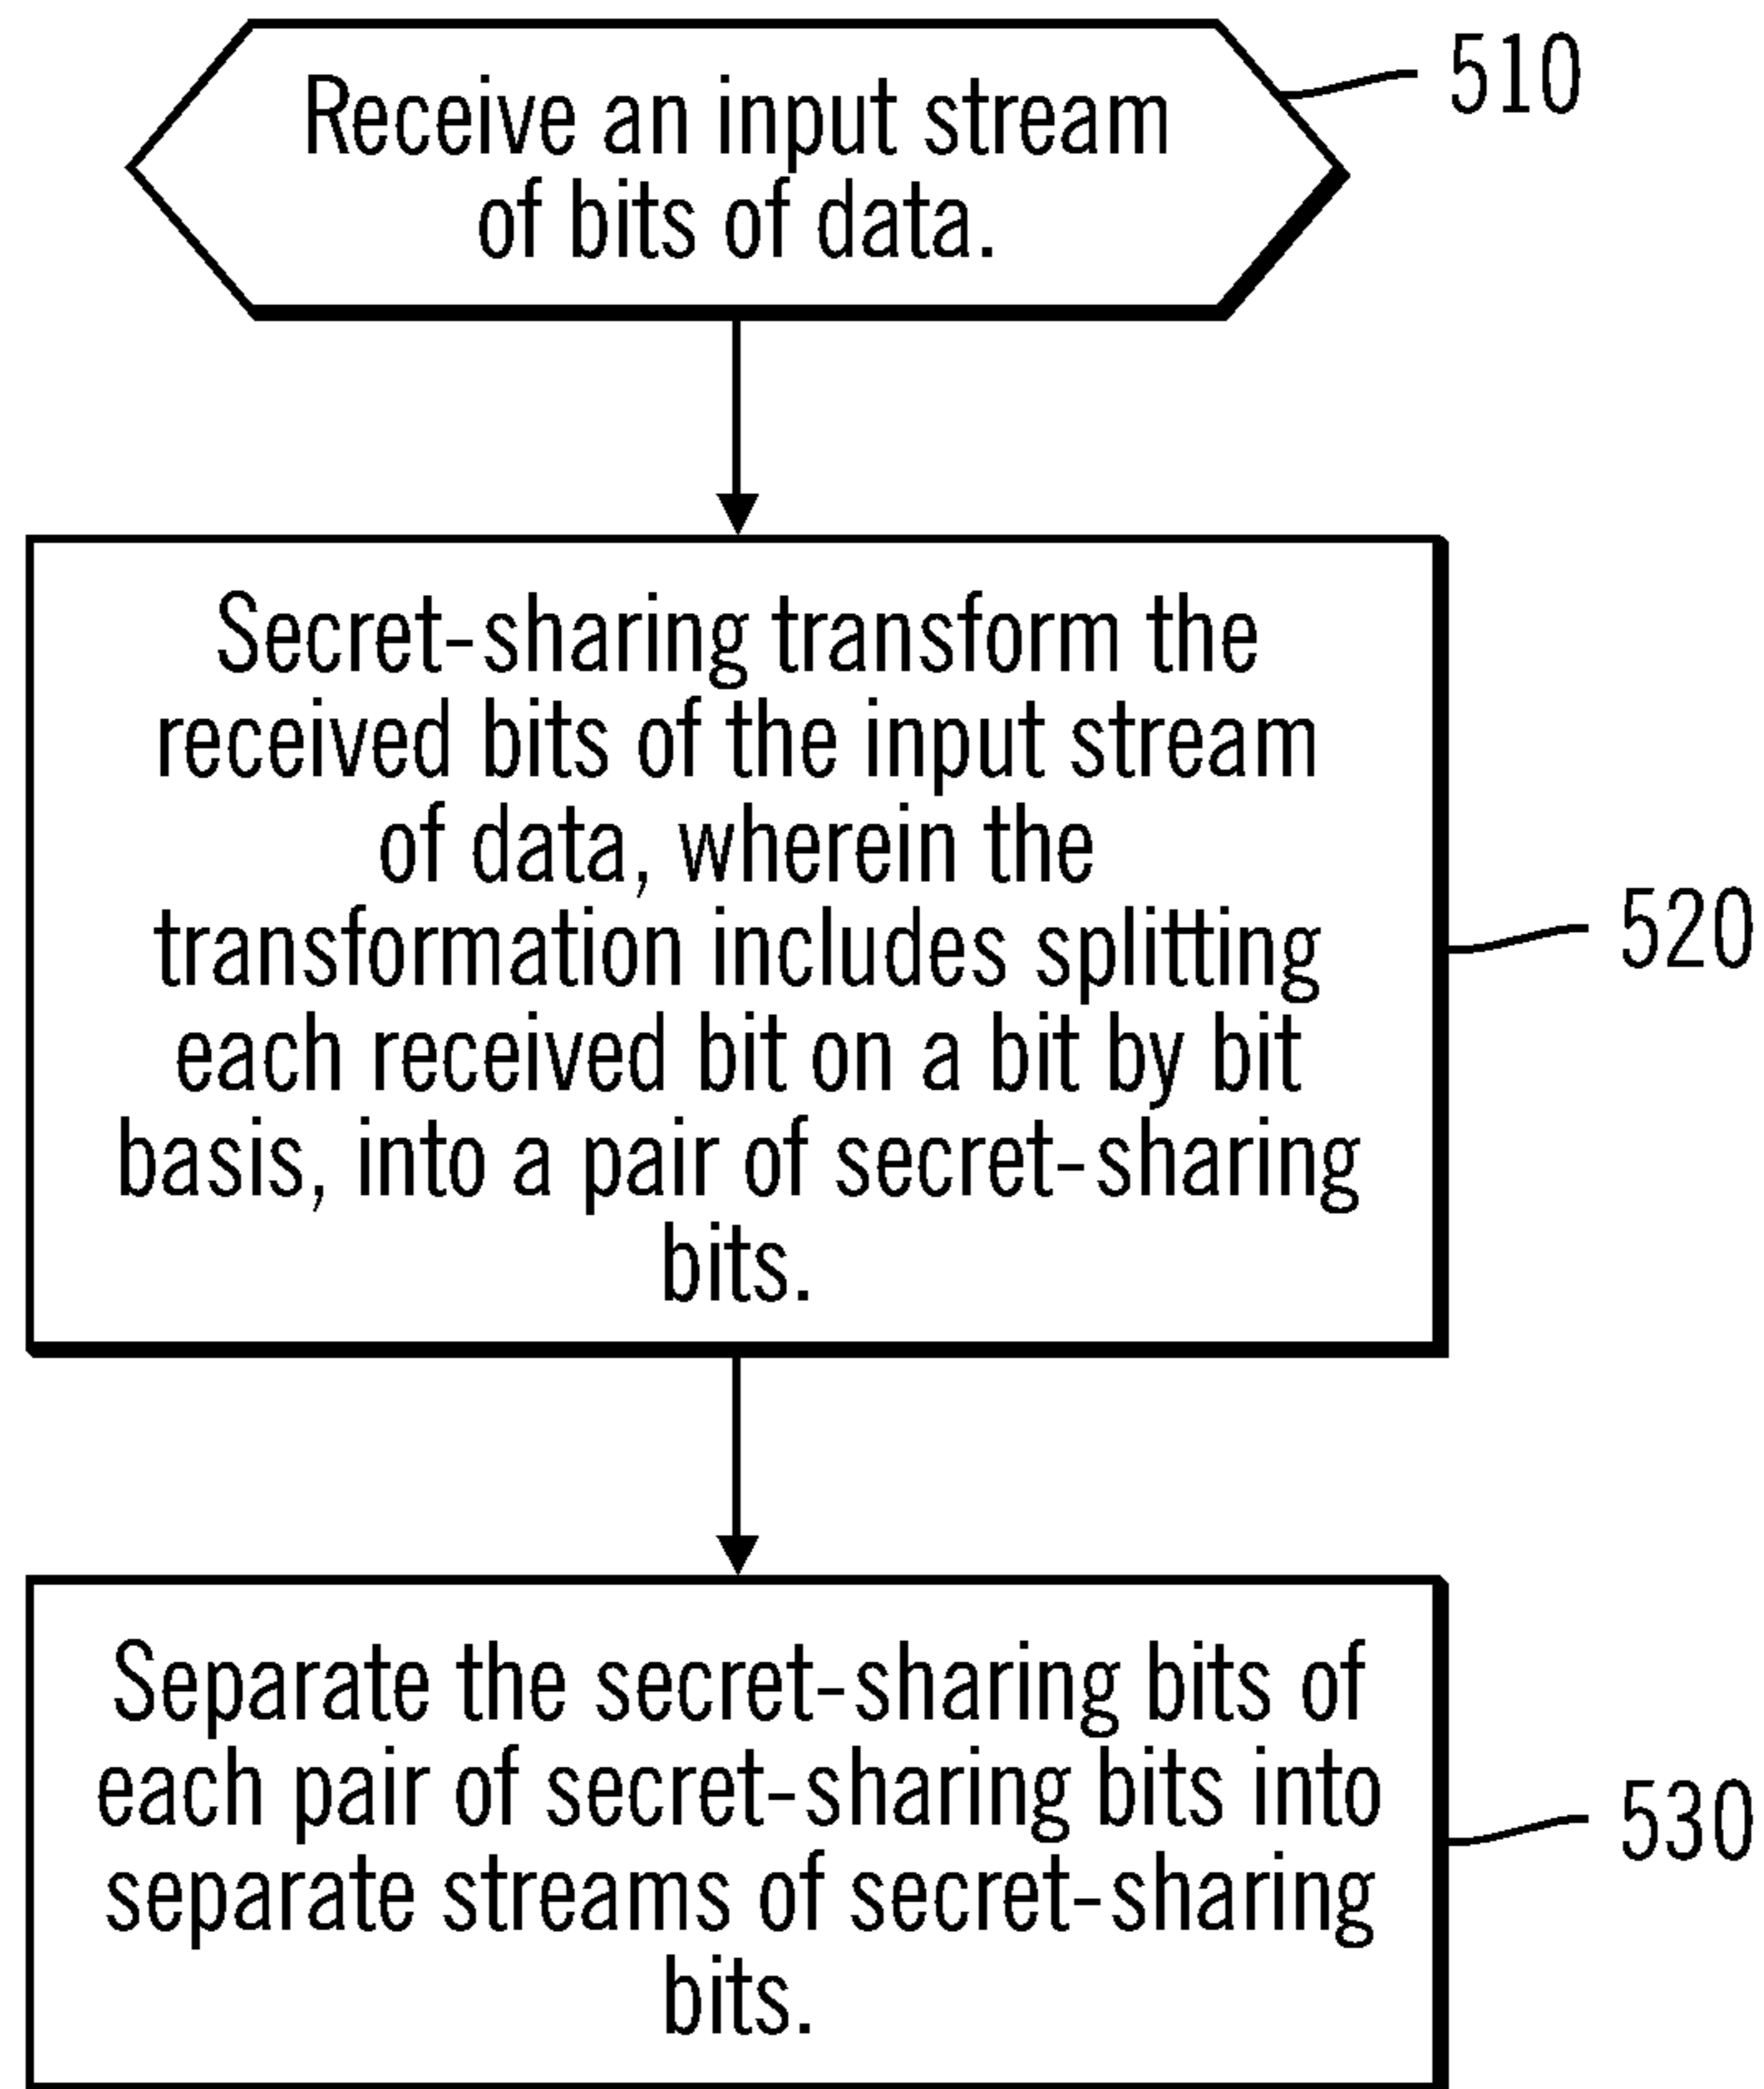 Receive an input stream
of bits of data.
510
Secret-sharing transform the
received bits of the input stream
of data, wherein the
transformation includes splitting
each received bit on a bit by bit
basis, into a pair of secret-sharing
bits.
520
Separate the secret-sharing bits of
each pair of secret-sharing bits into
separate streams of secret-sharing
bits.
530